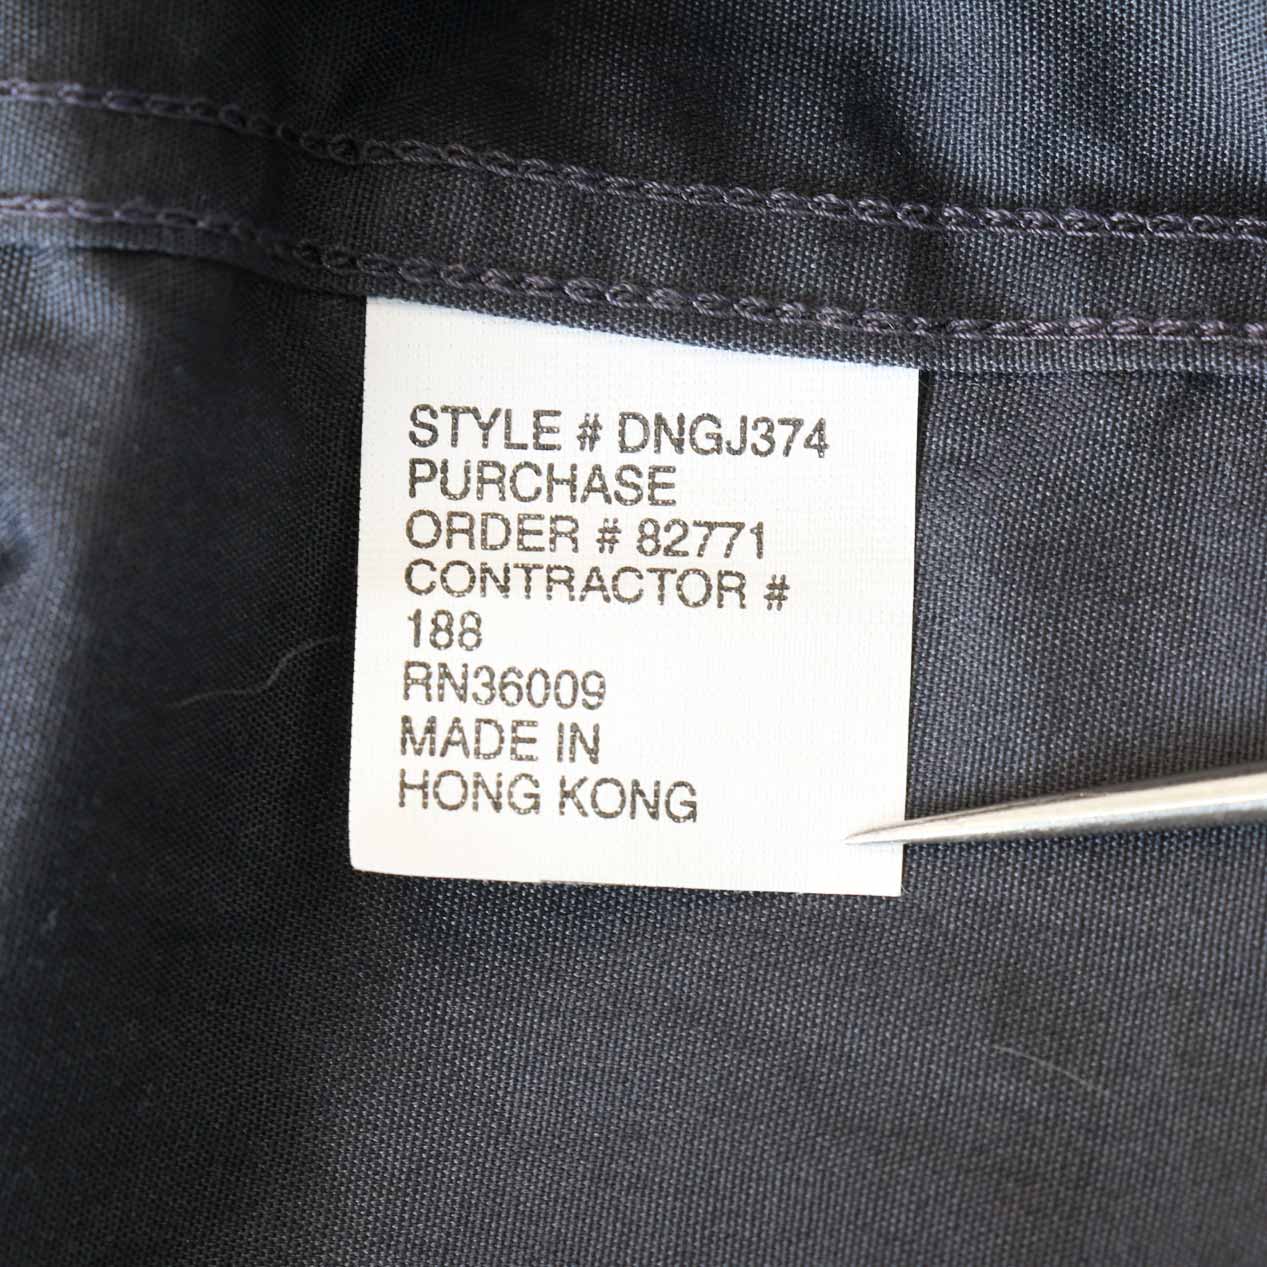 STYLE # DNGJ374
PURCHASE
ORDER # 82771
CONTRACTOR #
188
RN36009
MADE IN
HONG KONG